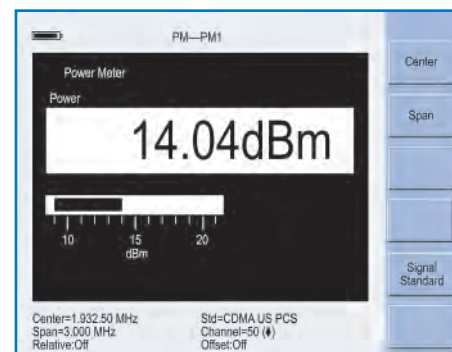 PM—PM1
Power Meter
Power
14.04dBm
10 15 20
dBm
Center
Span
Signal
Standard
Center=1.932.50 MHz
Span=3.000 MHz
Relative:Off
Std=CDMA US PCS
Channel=50 (♦)
Offset:Off